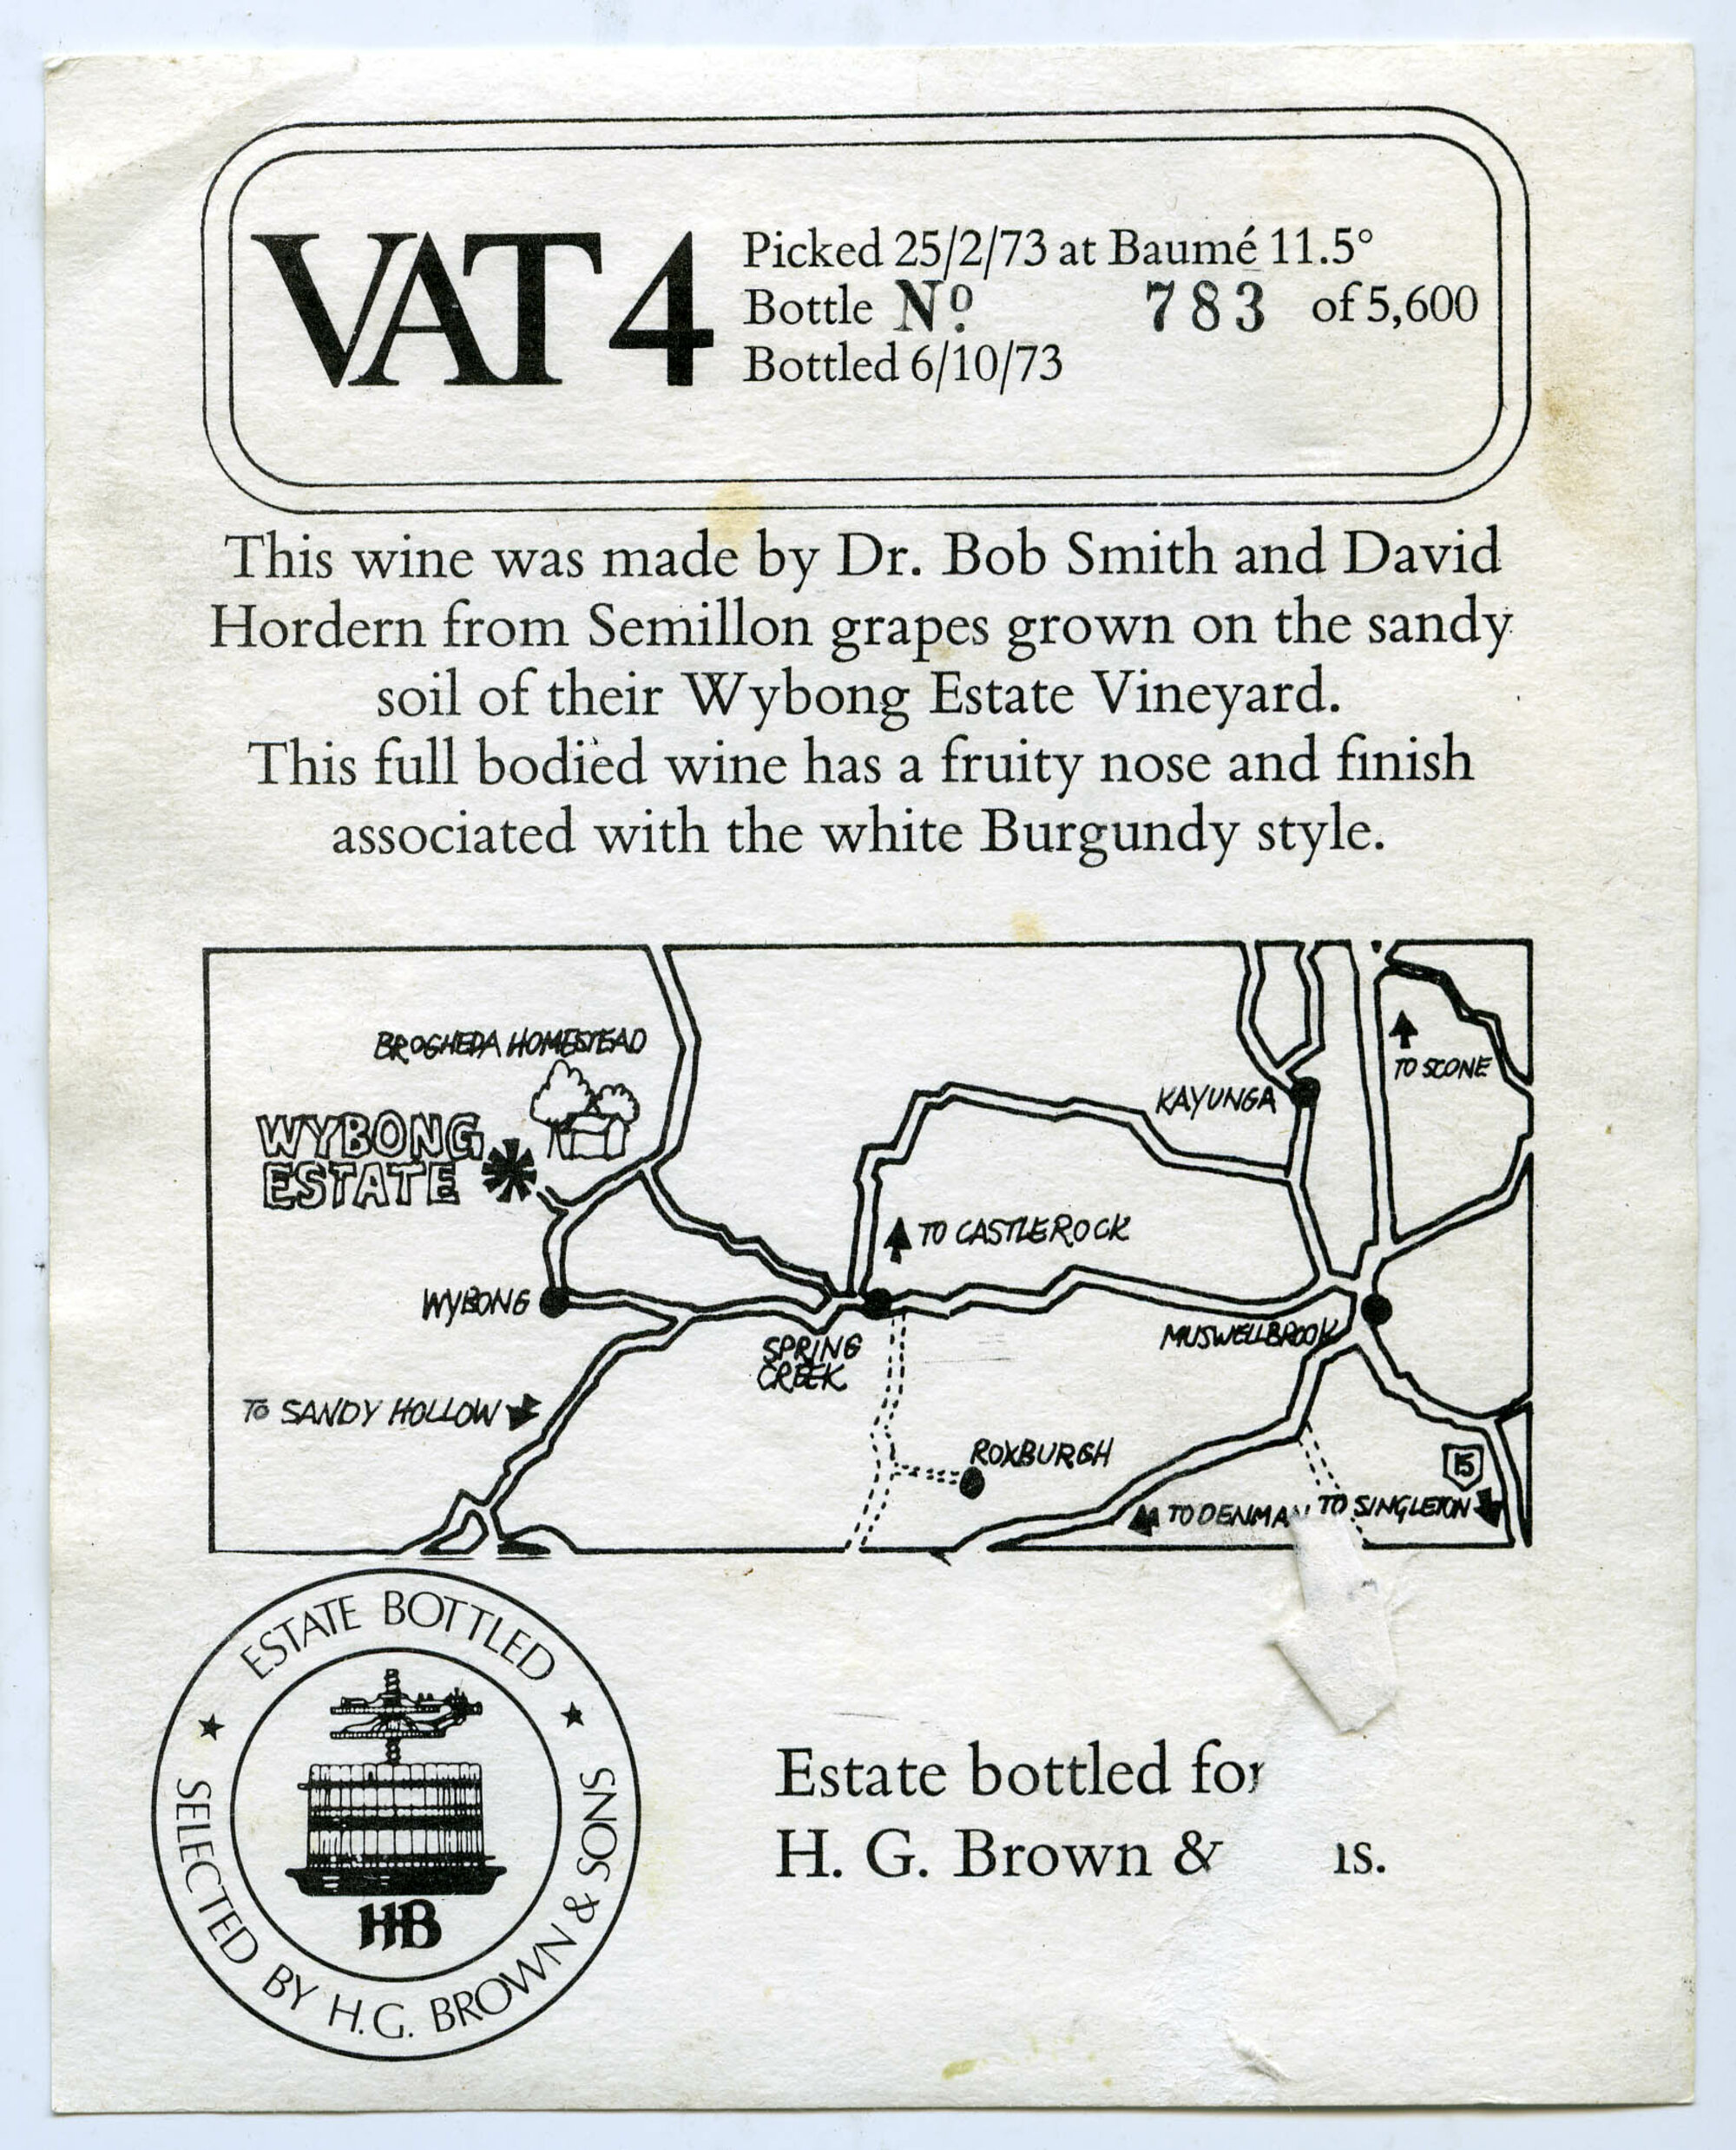 VAT 4
Picked 25/2/73 at Baumé 11.5°
Bottle Nº 783 of 5,600
Bottled 6/10/73
This wine was made by Dr. Bob Smith and David
Hordern from Semillon grapes grown on the sandy
soil of their Wybong Estate Vineyard.
This full bodied wine has a fruity nose and finish
associated with the white Burgundy style.
BROGHEDA HOMESTEAD
WYBONG
ESTATE
KAYUNGA
TO SCONE
TO CASTLEROCK
WYBONG
SPRING
CREEK
MUSWELLBROOK
TO SANDY HOLLOW
ROXBURGH
15
TO DENMAN
TO SINGLETON
ESTATE BOTTLED
SELECTED BY H.G. BROWN & SONS
HB
Estate bottled for
H. G. Brown &